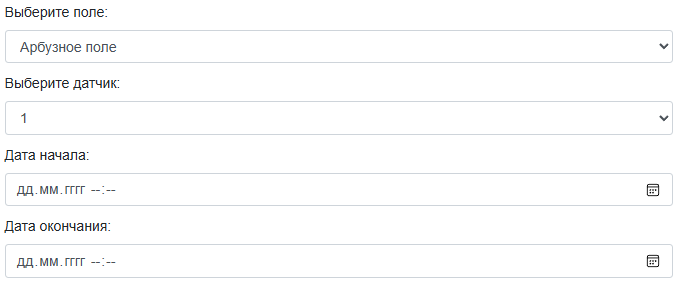 Выберите поле:
Арбузное поле
Выберите датчик:
1
Дата начала:
дд.мм.гггг --:--
Дата окончания:
дд.мм.гггг --:--